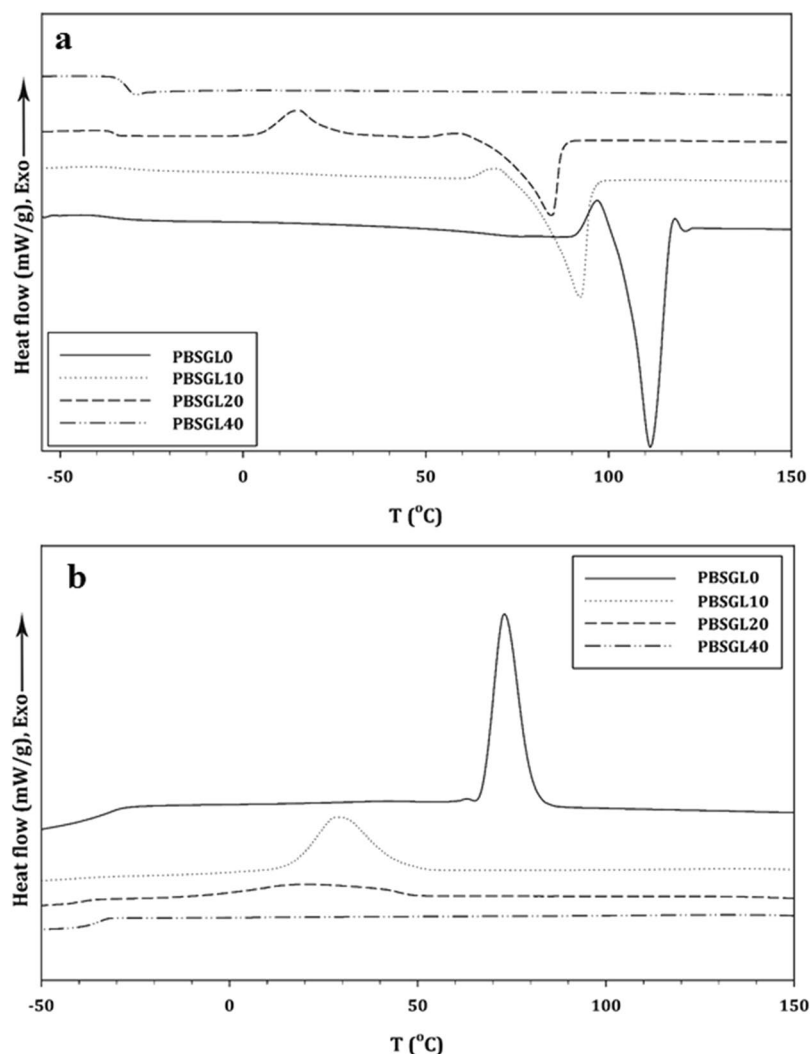 a
Heat flow (mW/g), Exo
PBSGL0
PBSGL10
PBSGL20
PBSGL40
-50 0 50 100 150
T (°C)
b
Heat flow (mW/g), Exo
PBSGL0
PBSGL10
PBSGL20
PBSGL40
-50 0 50 100 150
T (°C)